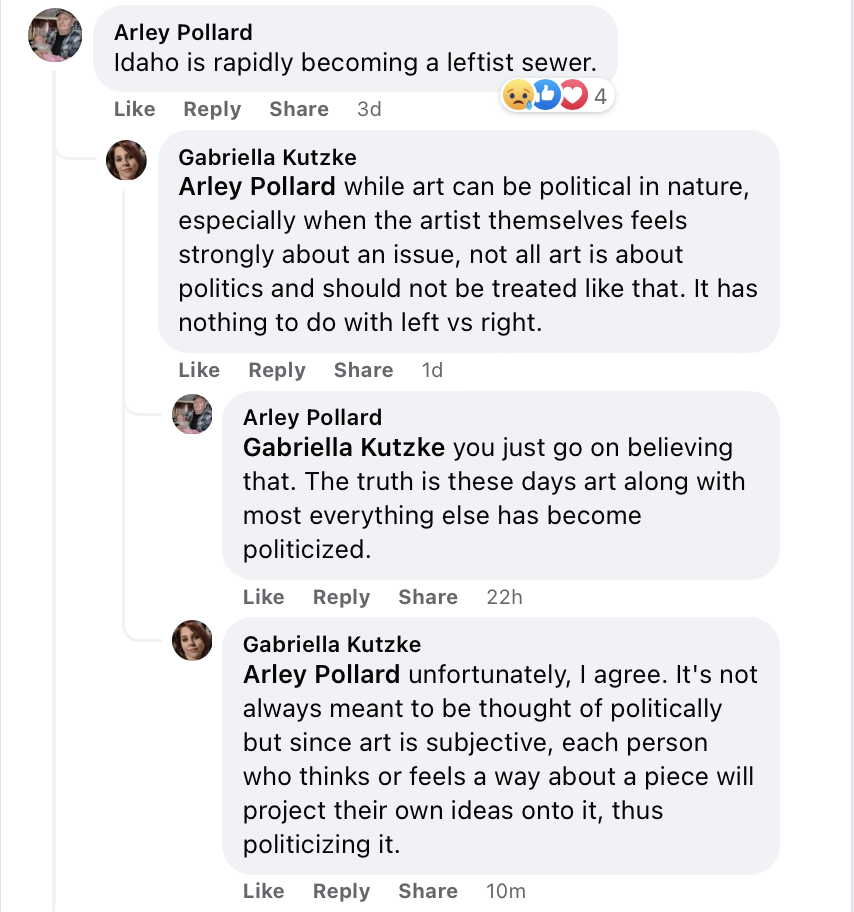 Arley Pollard
Idaho is rapidly becoming a leftist sewer.
Like Reply Share 3d 4
Gabriella Kutzke
Arley Pollard while art can be political in nature,
especially when the artist themselves feels
strongly about an issue, not all art is about
politics and should not be treated like that. It has
nothing to do with left vs right.
Like Reply Share 1d
Arley Pollard
Gabriella Kutzke you just go on believing
that. The truth is these days art along with
most everything else has become
politicized.
Like Reply Share 22h
Gabriella Kutzke
Arley Pollard unfortunately, I agree. It's not
always meant to be thought of politically
but since art is subjective, each person
who thinks or feels a way about a piece will
project their own ideas onto it, thus
politicizing it.
Like Reply Share 10m